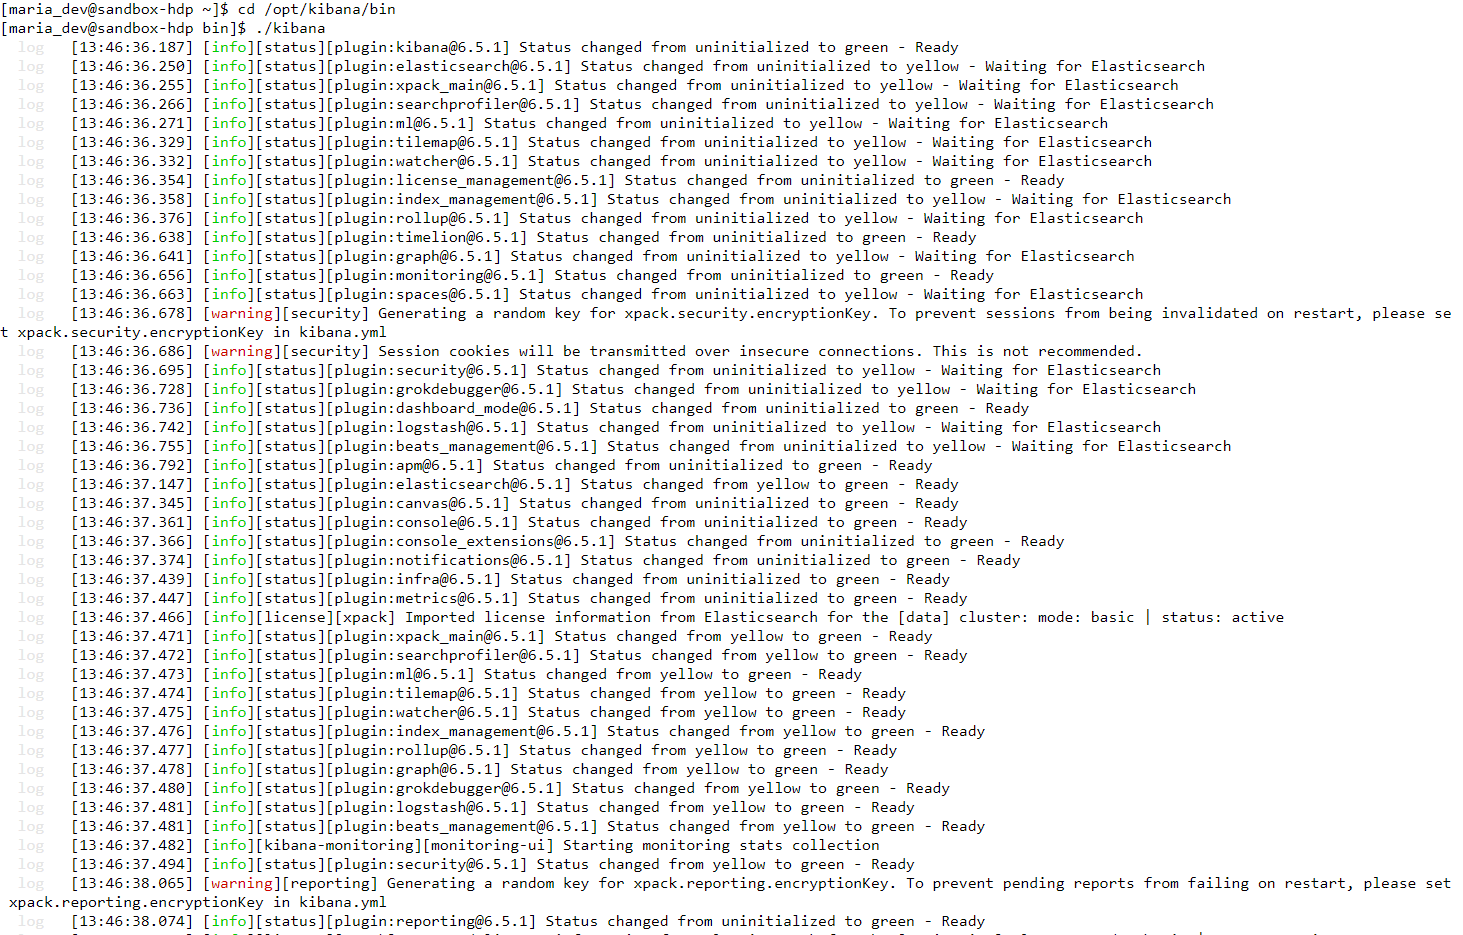 [maria_dev@sandbox-hdp ~]$ cd /opt/kibana/bin
[maria_dev@sandbox-hdp bin]$ ./kibana
log [13:46:36.187] [info][status][plugin:kibana@6.5.1] Status changed from uninitialized to green - Ready
log [13:46:36.250] [info][status][plugin:elasticsearch@6.5.1] Status changed from uninitialized to yellow - Waiting for Elasticsearch
log [13:46:36.255] [info][status][plugin:xpack_main@6.5.1] Status changed from uninitialized to yellow - Waiting for Elasticsearch
log [13:46:36.266] [info][status][plugin:searchprofiler@6.5.1] Status changed from uninitialized to yellow - Waiting for Elasticsearch
log [13:46:36.271] [info][status][plugin:ml@6.5.1] Status changed from uninitialized to yellow - Waiting for Elasticsearch
log [13:46:36.329] [info][status][plugin:tilemap@6.5.1] Status changed from uninitialized to yellow - Waiting for Elasticsearch
log [13:46:36.332] [info][status][plugin:watcher@6.5.1] Status changed from uninitialized to yellow - Waiting for Elasticsearch
log [13:46:36.354] [info][status][plugin:license_management@6.5.1] Status changed from uninitialized to green - Ready
log [13:46:36.358] [info][status][plugin:index_management@6.5.1] Status changed from uninitialized to yellow - Waiting for Elasticsearch
log [13:46:36.376] [info][status][plugin:rollup@6.5.1] Status changed from uninitialized to yellow - Waiting for Elasticsearch
log [13:46:36.638] [info][status][plugin:timelion@6.5.1] Status changed from uninitialized to green - Ready
log [13:46:36.641] [info][status][plugin:graph@6.5.1] Status changed from uninitialized to yellow - Waiting for Elasticsearch
log [13:46:36.656] [info][status][plugin:monitoring@6.5.1] Status changed from uninitialized to green - Ready
log [13:46:36.663] [info][status][plugin:spaces@6.5.1] Status changed from uninitialized to yellow - Waiting for Elasticsearch
log [13:46:36.678] [warning][security] Generating a random key for xpack.security.encryptionKey. To prevent sessions from being invalidated on restart, please se
t xpack.security.encryptionKey in kibana.yml
log [13:46:36.686] [warning][security] Session cookies will be transmitted over insecure connections. This is not recommended.
log [13:46:36.695] [info][status][plugin:security@6.5.1] Status changed from uninitialized to yellow - Waiting for Elasticsearch
log [13:46:36.728] [info][status][plugin:grokdebugger@6.5.1] Status changed from uninitialized to yellow - Waiting for Elasticsearch
log [13:46:36.736] [info][status][plugin:dashboard_mode@6.5.1] Status changed from uninitialized to green - Ready
log [13:46:36.742] [info][status][plugin:logstash@6.5.1] Status changed from uninitialized to yellow - Waiting for Elasticsearch
log [13:46:36.755] [info][status][plugin:beats_management@6.5.1] Status changed from uninitialized to yellow - Waiting for Elasticsearch
log [13:46:36.792] [info][status][plugin:apm@6.5.1] Status changed from uninitialized to green - Ready
log [13:46:37.147] [info][status][plugin:elasticsearch@6.5.1] Status changed from yellow to green - Ready
log [13:46:37.345] [info][status][plugin:canvas@6.5.1] Status changed from uninitialized to green - Ready
log [13:46:37.361] [info][status][plugin:console@6.5.1] Status changed from uninitialized to green - Ready
log [13:46:37.366] [info][status][plugin:console_extensions@6.5.1] Status changed from uninitialized to green - Ready
log [13:46:37.374] [info][status][plugin:notifications@6.5.1] Status changed from uninitialized to green - Ready
log [13:46:37.439] [info][status][plugin:infra@6.5.1] Status changed from uninitialized to green - Ready
log [13:46:37.447] [info][status][plugin:metrics@6.5.1] Status changed from uninitialized to green - Ready
log [13:46:37.466] [info][license][xpack] Imported license information from Elasticsearch for the [data] cluster: mode: basic | status: active
log [13:46:37.471] [info][status][plugin:xpack_main@6.5.1] Status changed from yellow to green - Ready
log [13:46:37.472] [info][status][plugin:searchprofiler@6.5.1] Status changed from yellow to green - Ready
log [13:46:37.473] [info][status][plugin:ml@6.5.1] Status changed from yellow to green - Ready
log [13:46:37.474] [info][status][plugin:tilemap@6.5.1] Status changed from yellow to green - Ready
log [13:46:37.475] [info][status][plugin:watcher@6.5.1] Status changed from yellow to green - Ready
log [13:46:37.476] [info][status][plugin:index_management@6.5.1] Status changed from yellow to green - Ready
log [13:46:37.477] [info][status][plugin:rollup@6.5.1] Status changed from yellow to green - Ready
log [13:46:37.478] [info][status][plugin:graph@6.5.1] Status changed from yellow to green - Ready
log [13:46:37.480] [info][status][plugin:grokdebugger@6.5.1] Status changed from yellow to green - Ready
log [13:46:37.481] [info][status][plugin:logstash@6.5.1] Status changed from yellow to green - Ready
log [13:46:37.481] [info][status][plugin:beats_management@6.5.1] Status changed from yellow to green - Ready
log [13:46:37.482] [info][kibana-monitoring][monitoring-ui] Starting monitoring stats collection
log [13:46:37.494] [info][status][plugin:security@6.5.1] Status changed from yellow to green - Ready
log [13:46:38.065] [warning][reporting] Generating a random key for xpack.reporting.encryptionKey. To prevent pending reports from failing on restart, please set
xpack.reporting.encryptionKey in kibana.yml
log [13:46:38.074] [info][status][plugin:reporting@6.5.1] Status changed from uninitialized to green - Ready